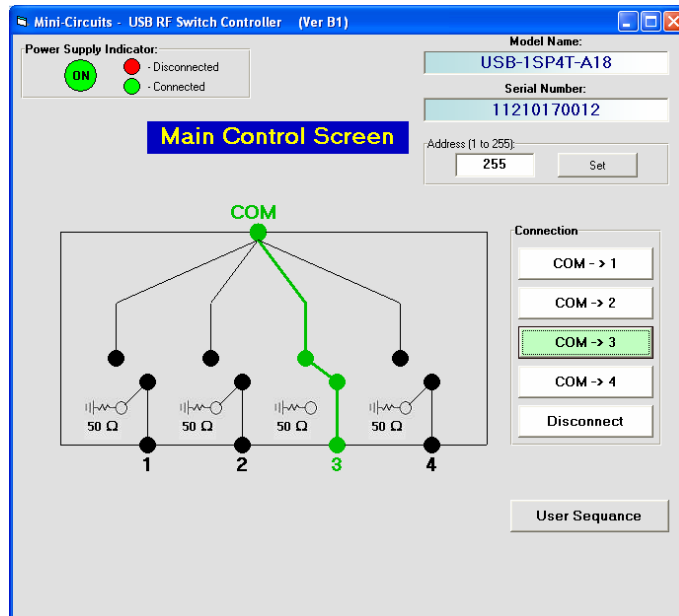 Mini-Circuits - USB RF Switch Controller (Ver B1)
Power Supply Indicator:
ON
- Disconnected
- Connected
Model Name:
USB-1SP4T-A18
Serial Number:
11210170012
Main Control Screen
Address (1 to 255):
255
Set
COM
Connection
COM - > 1
COM -> 2
COM -> 3
COM -> 4
Disconnect
50 Ω 50 Ω 50 Ω 50 Ω
1 2 3 4
User Sequance